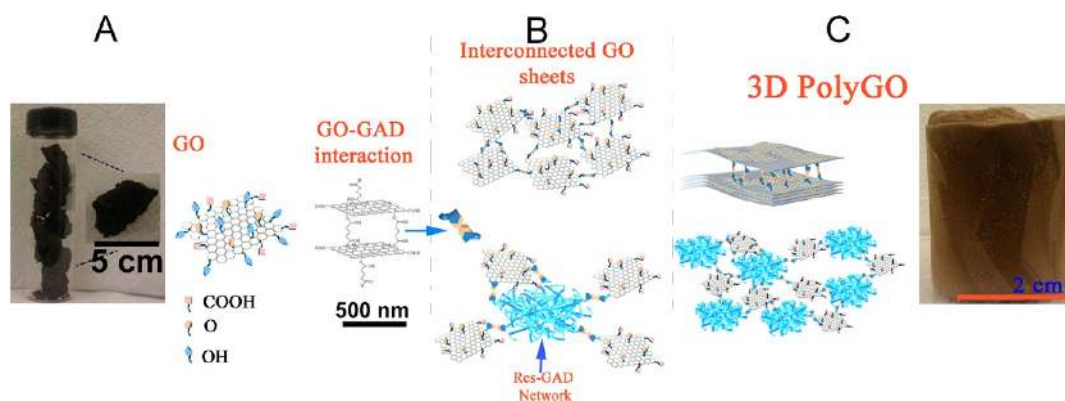 A
5 cm
GO
COOH
O
OH
GO-GAD
interaction
500 nm
B
Interconnected GO
sheets
Res-GAD
Network
C
3D PolyGO
2 cm